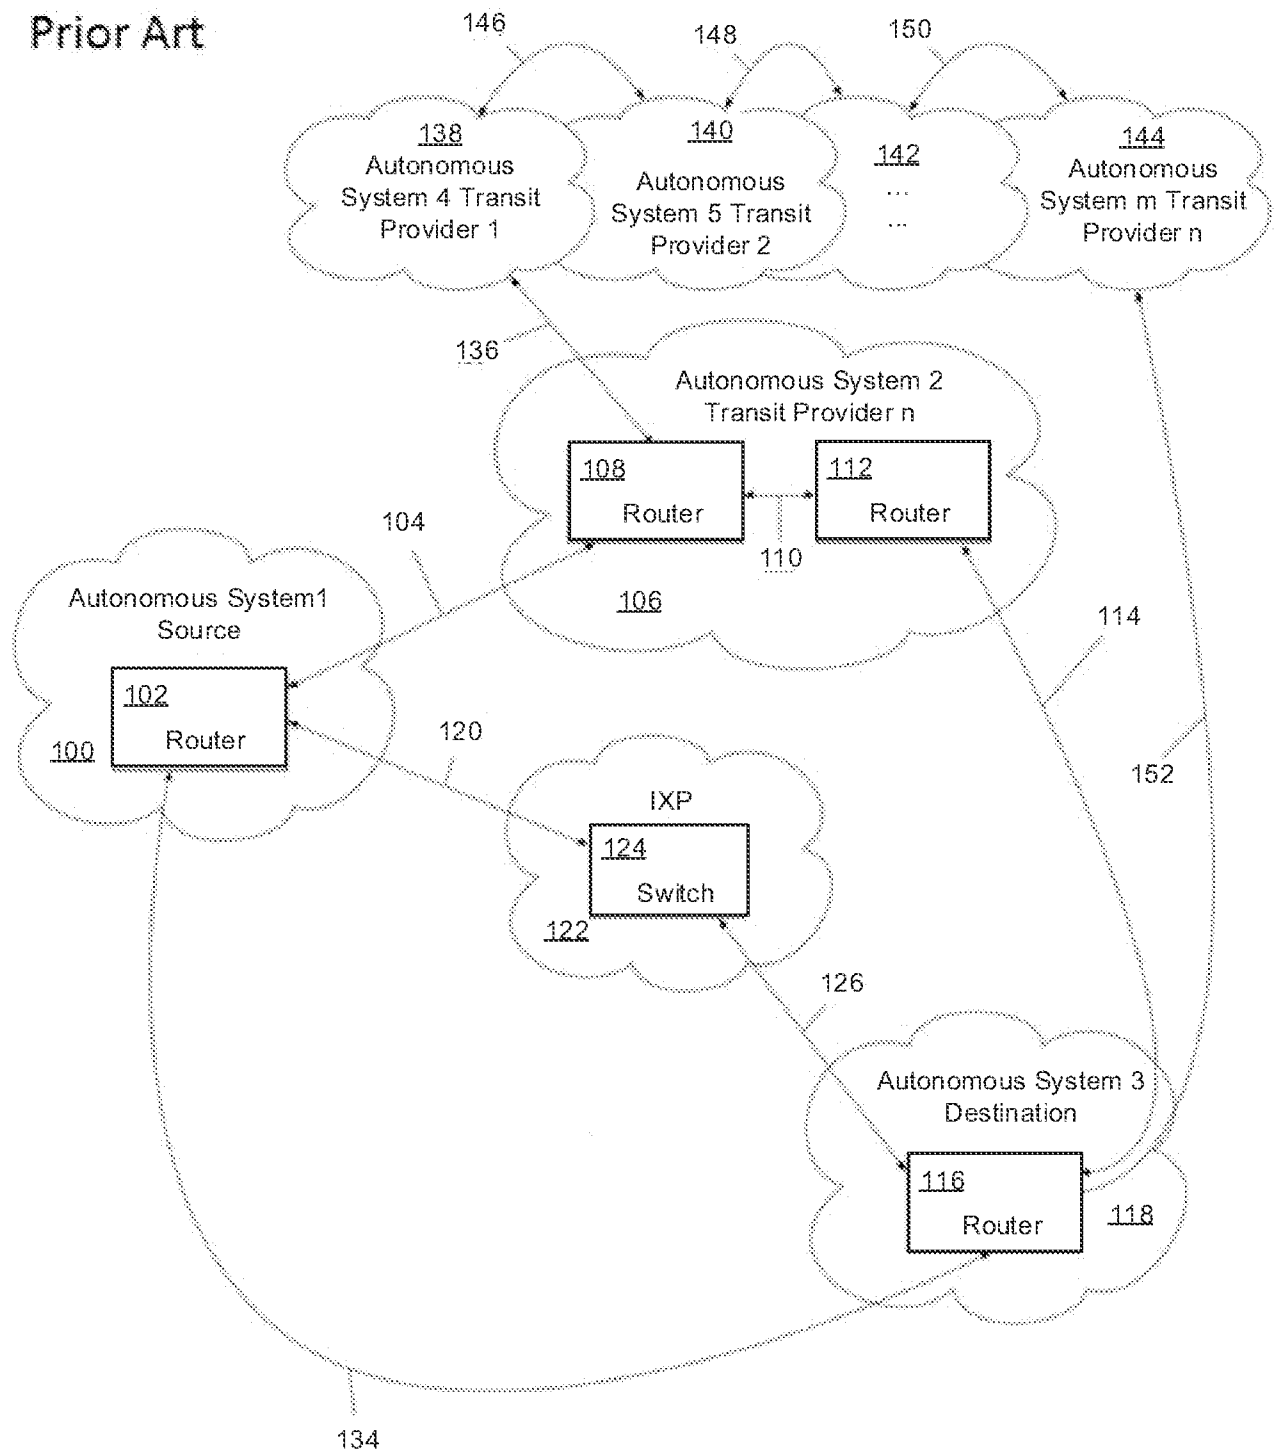 Prior Art
146
148
150
138
Autonomous
System 4 Transit
Provider 1
140
Autonomous
System 5 Transit
Provider 2
142
...
...
144
Autonomous
System m Transit
Provider n
136
Autonomous System 2
Transit Provider n
108
Router
112
Router
110
106
104
114
Autonomous System1
Source
102
Router
100
120
152
IXP
124
Switch
122
126
Autonomous System 3
Destination
116
Router
118
134